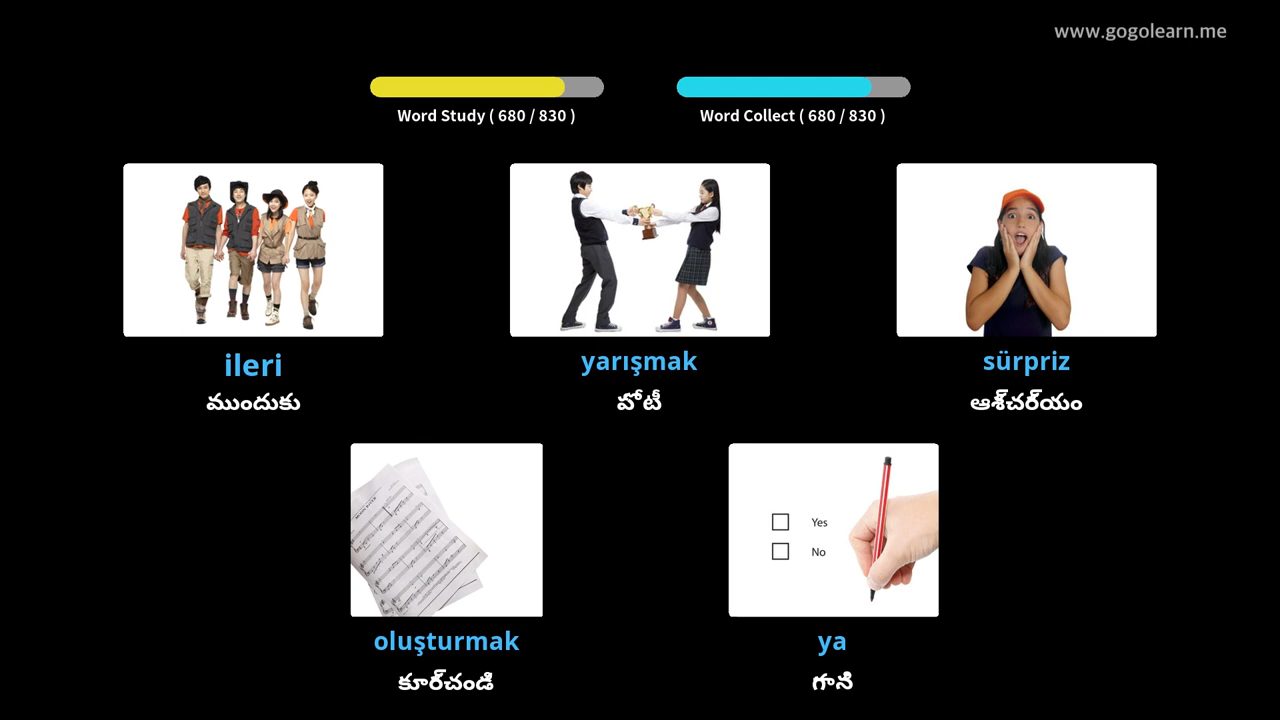 www.gogolearn.me
Word Study ( 680 / 830 )
Word Collect ( 680 / 830 )
ileri
ముందుకు
yarışmak
పోటీ
sürpriz
ఆశ్‌చర్‌యం
Yes
No
oluşturmak
కూర్‌చండి
ya
గాని